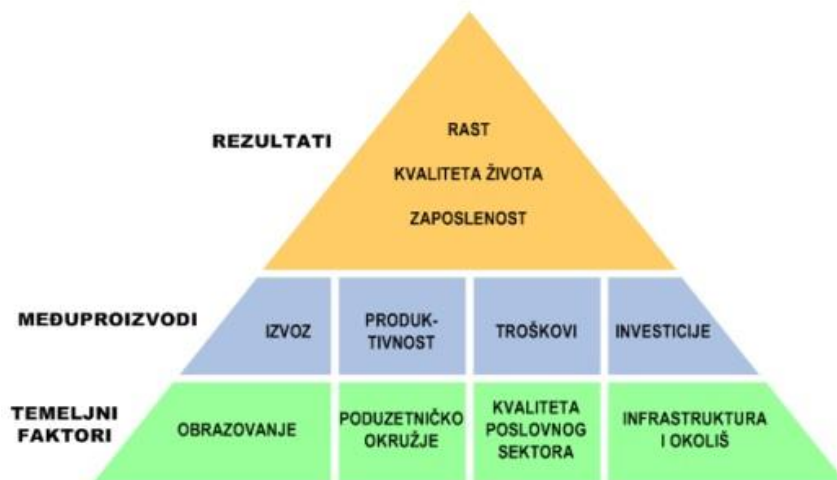 REZULTATI
RAST
KVALITETA ŽIVOTA
ZAPOSLENOST
MEĐUPROIZVODI
IZVOZ
PRODUK-
TIVNOST
TROŠKOVI
INVESTICIJE
TEMELJNI
FAKTORI
OBRAZOVANJE
PODUZETNIČKO
OKRUŽJE
KVALITETA
POSLOVNOG
SEKTORA
INFRASTRUKTURA
I OKOLIŠ